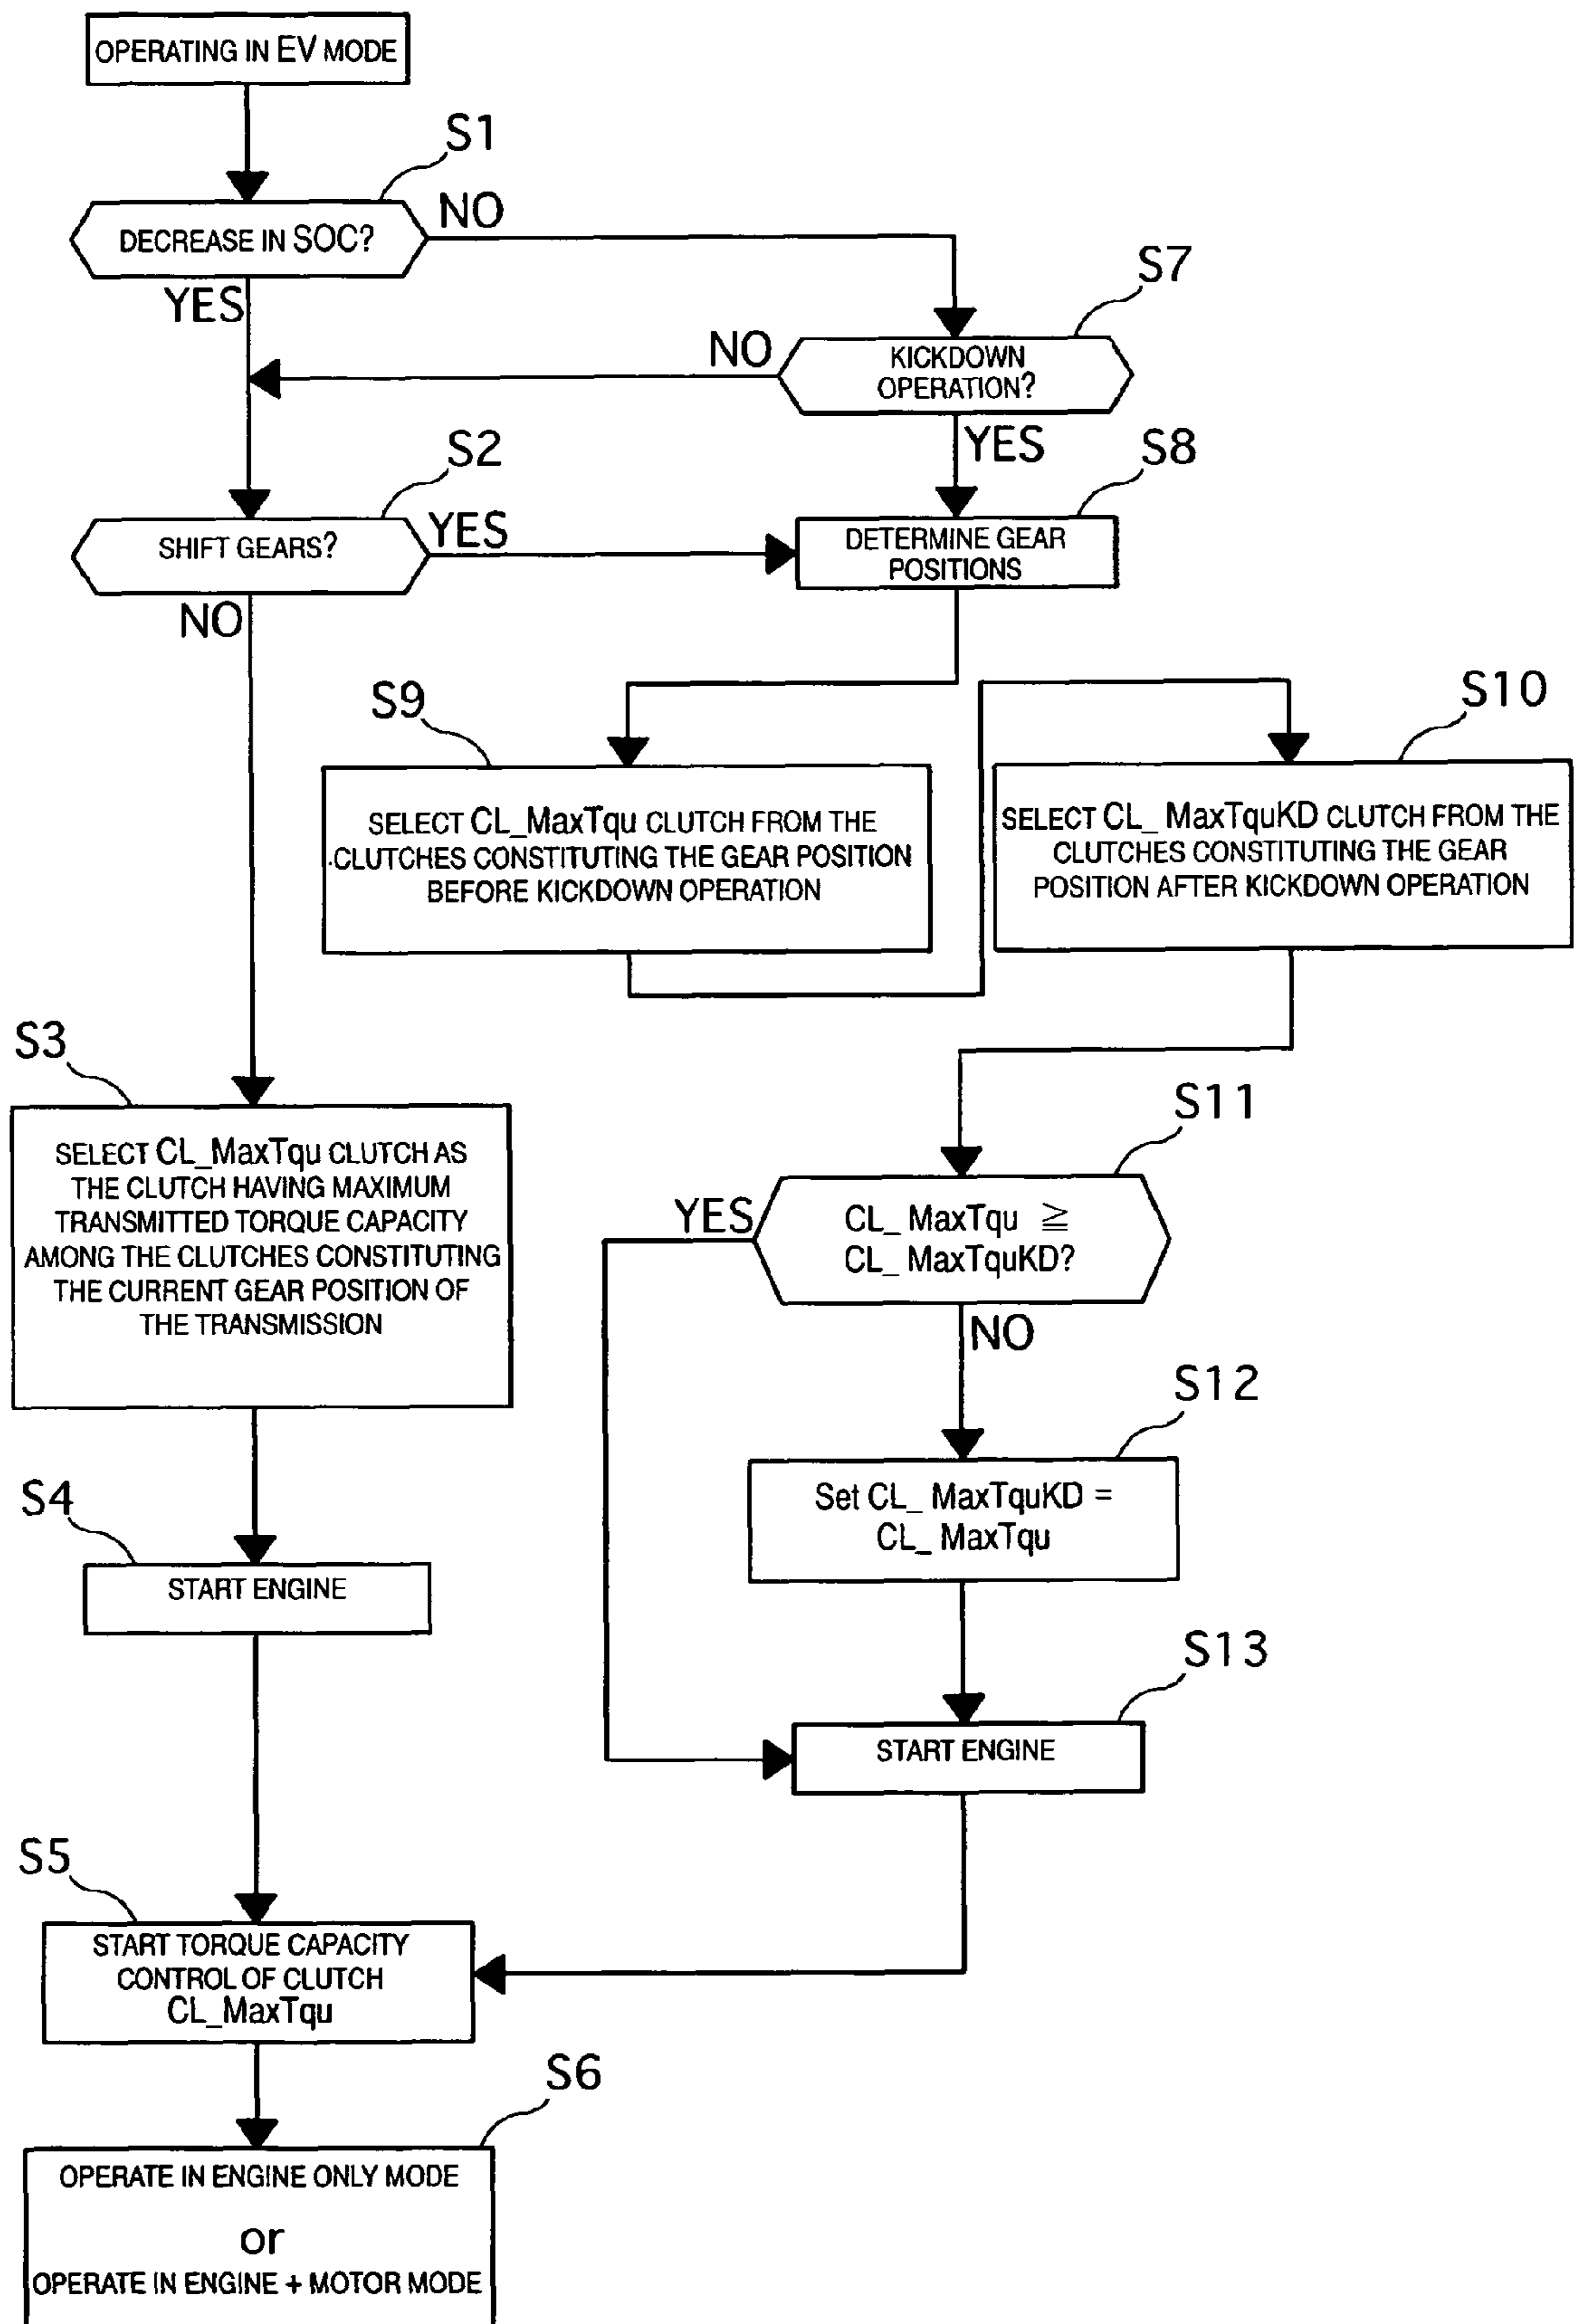 OPERATING IN EV MODE
S1
DECREASE IN SOC?
NO
YES
S7
KICKDOWN
OPERATION?
NO
YES
S2
SHIFT GEARS?
YES
NO
S8
DETERMINE GEAR
POSITIONS
S9
SELECT CL_MaxTqu CLUTCH FROM THE
CLUTCHES CONSTITUTING THE GEAR POSITION
BEFORE KICKDOWN OPERATION
S10
SELECT CL_ MaxTquKD CLUTCH FROM THE
CLUTCHES CONSTITUTING THE GEAR
POSITION AFTER KICKDOWN OPERATION
S3
SELECT CL_MaxTqu CLUTCH AS
THE CLUTCH HAVING MAXIMUM
TRANSMITTED TORQUE CAPACITY
AMONG THE CLUTCHES CONSTITUTING
THE CURRENT GEAR POSITION OF
THE TRANSMISSION
S11
CL_ MaxTqu ≧
CL_ MaxTquKD?
YES
NO
S12
Set CL_ MaxTquKD =
CL_ MaxTqu
S4
START ENGINE
S13
START ENGINE
S5
START TORQUE CAPACITY
CONTROL OF CLUTCH
CL_MaxTqu
S6
OPERATE IN ENGINE ONLY MODE
or
OPERATE IN ENGINE + MOTOR MODE